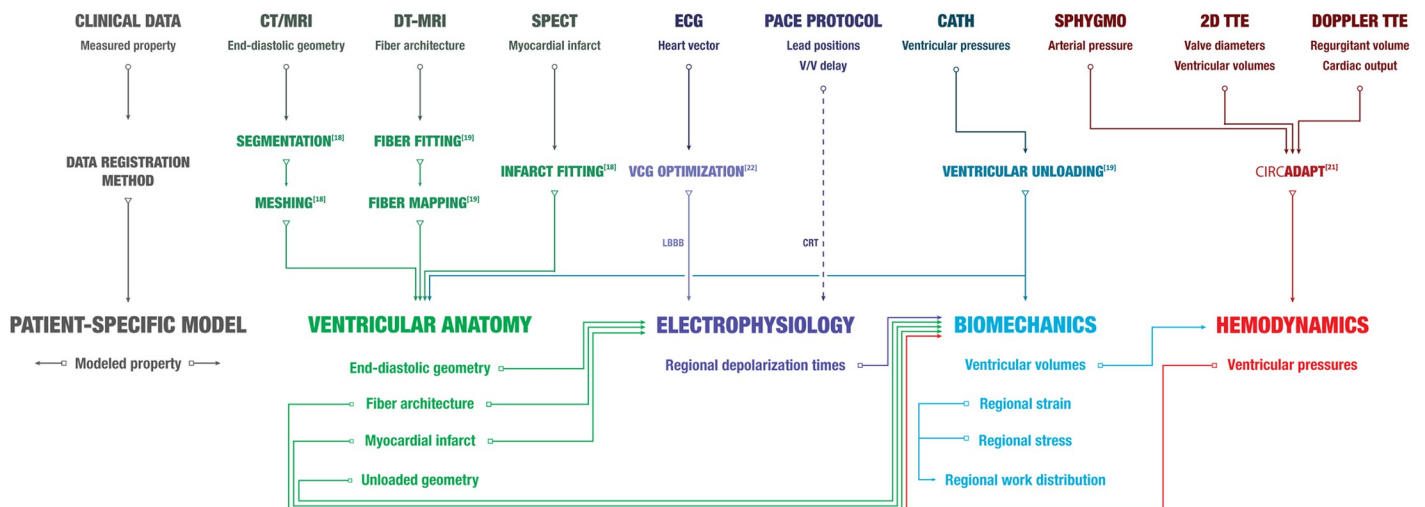 CLINICAL DATA
Measured property
CT/MRI
End-diastolic geometry
DT-MRI
Fiber architecture
SPECT
Myocardial infarct
ECG
Heart vector
PACE PROTOCOL
Lead positions
V/V delay
CATH
Ventricular pressures
SPHYGMO
Arterial pressure
2D TTE
Valve diameters
Ventricular volumes
DOPPLER TTE
Regurgitant volume
Cardiac output
DATA REGISTRATION
METHOD
SEGMENTATION[18]
MESHING[18]
FIBER FITTING[19]
FIBER MAPPING[19]
INFARCT FITTING[18]
VCG OPTIMIZATION[22]
VENTRICULAR UNLOADING[19]
CIRCADAPT[21]
LBBB
CRT
PATIENT-SPECIFIC MODEL
Modeled property
VENTRICULAR ANATOMY
End-diastolic geometry
Fiber architecture
Myocardial infarct
Unloaded geometry
ELECTROPHYSIOLOGY
Regional depolarization times
BIOMECHANICS
Ventricular volumes
Regional strain
Regional stress
Regional work distribution
HEMODYNAMICS
Ventricular pressures